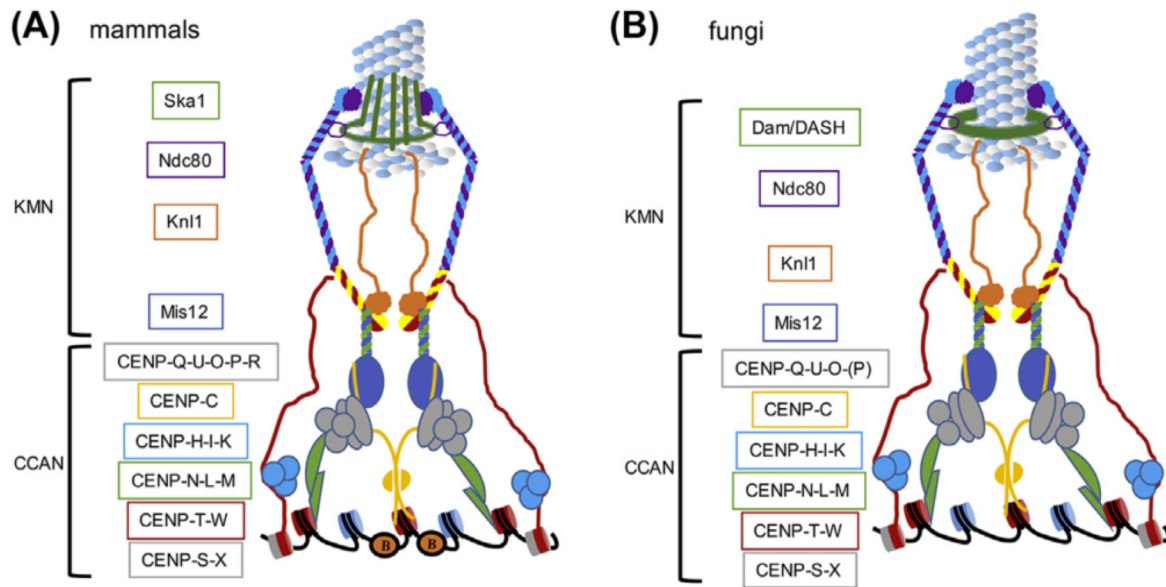 (A) mammals
Ska1
Ndc80
KMN
Knl1
Mis12
CENP-Q-U-O-P-R
CENP-C
CENP-H-I-K
CCAN
CENP-N-L-M
CENP-T-W
CENP-S-X
B B
(B) fungi
Dam/DASH
Ndc80
KMN
Knl1
Mis12
CENP-Q-U-O-(P)
CENP-C
CENP-H-I-K
CCAN
CENP-N-L-M
CENP-T-W
CENP-S-X